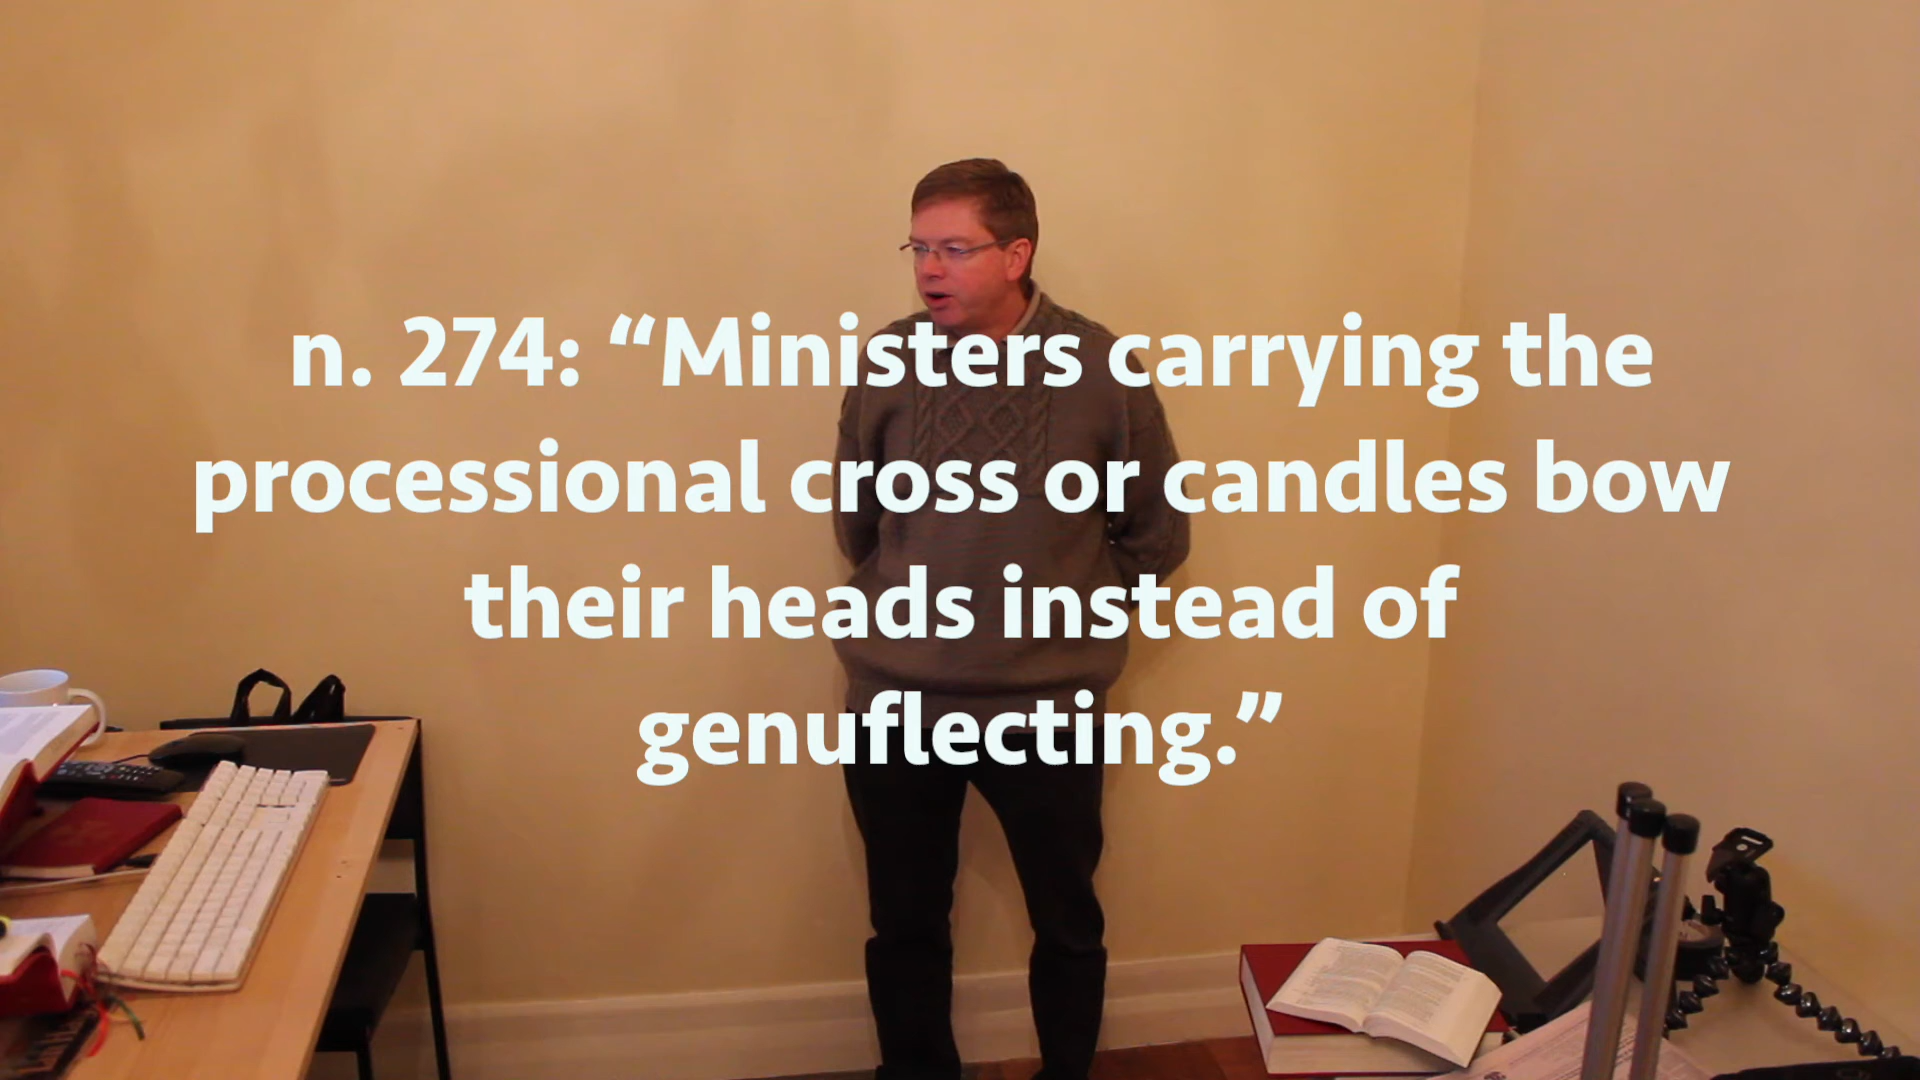 n. 274: “Ministers carrying the
processional cross or candles bow
their heads instead of
genuflecting.”